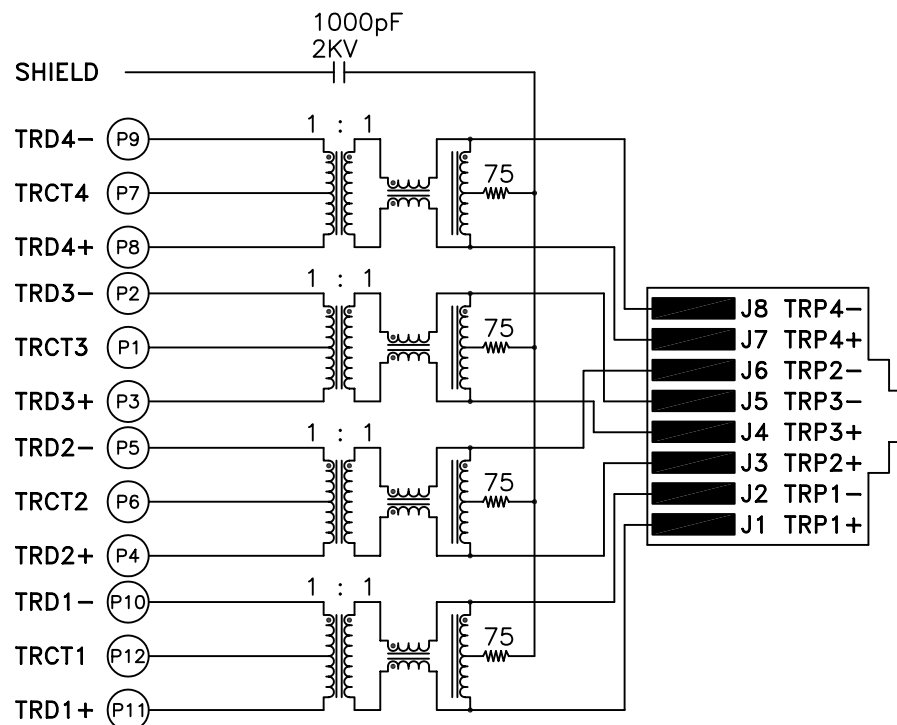 1000pF
2KV
SHIELD
1 : 1
TRD4- P9
75
TRCT4 P7
TRD4+ P8
1 : 1
TRD3- P2
75
TRCT3 P1
TRD3+ P3
1 : 1
TRD2- P5
75
TRCT2 P6
TRD2+ P4
1 : 1
TRD1- P10
75
TRCT1 P12
TRD1+ P11
J8 TRP4-
J7 TRP4+
J6 TRP2-
J5 TRP3-
J4 TRP3+
J3 TRP2+
J2 TRP1-
J1 TRP1+